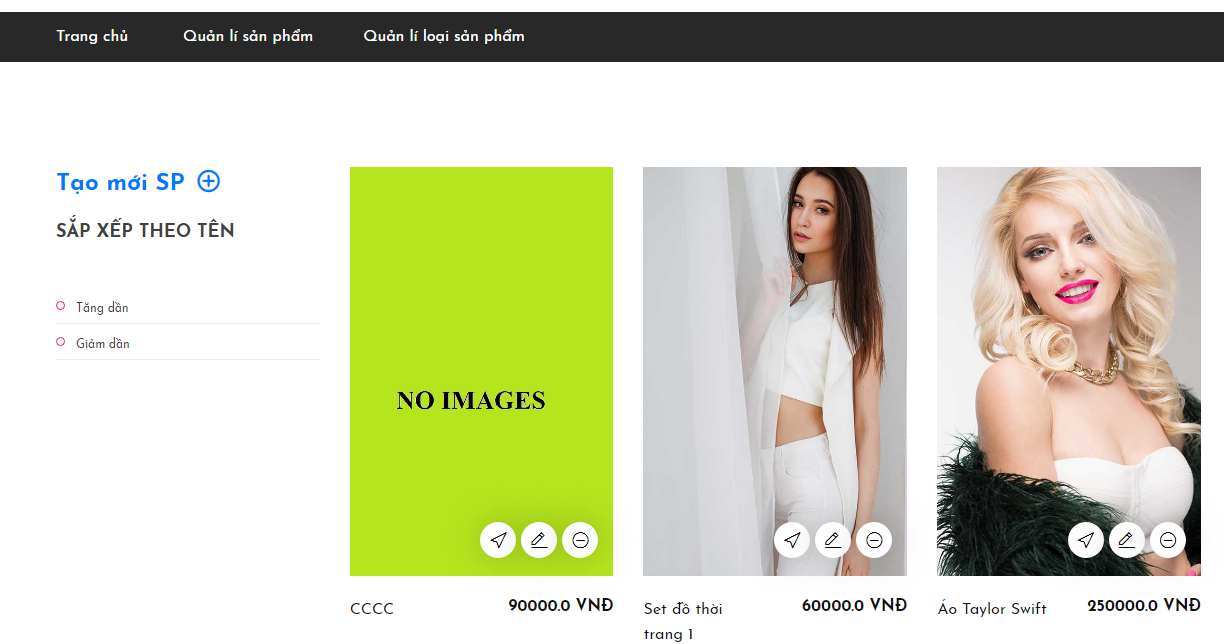 Trang chủ Quản lí sản phẩm Quản lí loại sản phẩm
Tạo mới SP
SẮP XẾP THEO TÊN
Tăng dần
Giảm dần
NO IMAGES
CCCC 90000.0 VNĐ
Set đồ thời trang 1 60000.0 VNĐ
Áo Taylor Swift 250000.0 VNĐ